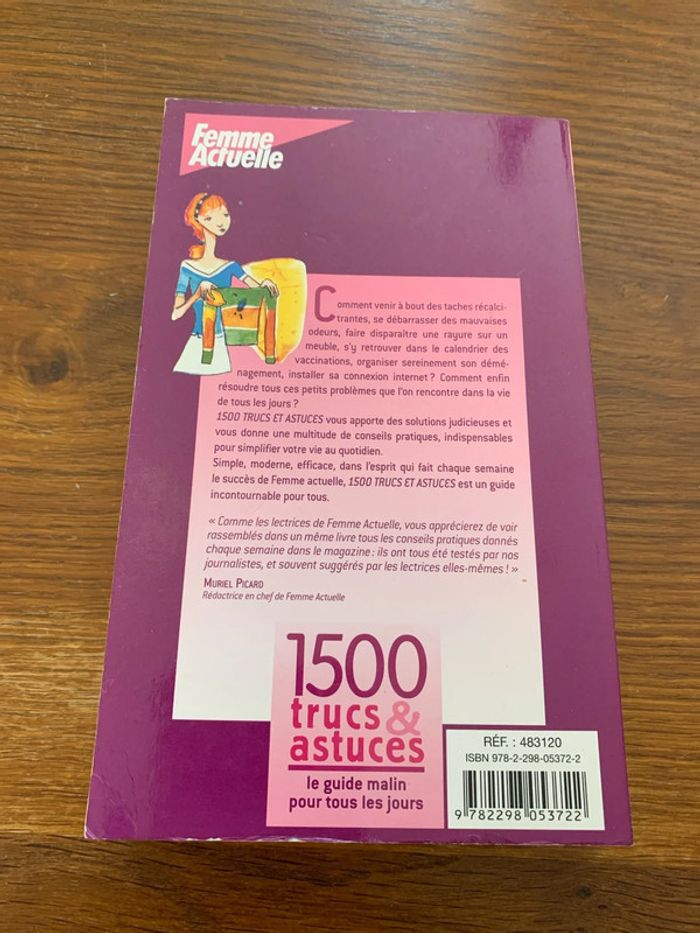 Femme
Actuelle
Comment venir à bout des taches récalci-
trantes, se débarrasser des mauvaises
odeurs, faire disparaître une rayure sur un
meuble, s'y retrouver dans le calendrier des
vaccinations, organiser sereinement son démé-
nagement, installer sa connexion internet ? Comment enfin
résoudre tous ces petits problèmes que l'on rencontre dans la vie
de tous les jours ?
1500 TRUCS ET ASTUCES vous apporte des solutions judicieuses et
vous donne une multitude de conseils pratiques, indispensables
pour simplifier votre vie au quotidien.
Simple, moderne, efficace, dans l'esprit qui fait chaque semaine
le succès de Femme actuelle, 1500 TRUCS ET ASTUCES est un guide
incontournable pour tous.
« Comme les lectrices de Femme Actuelle, vous apprécierez de voir
rassemblés dans un même livre tous les conseils pratiques donnés
chaque semaine dans le magazine : ils ont tous été testés par nos
journalistes, et souvent suggérés par les lectrices elles-mêmes ! »
MURIEL PICARD
Rédactrice en chef de Femme Actuelle
1500
trucs &
astuces
le guide malin
pour tous les jours
RÉF. : 483120
ISBN 978-2-298-05372-2
9 782298 053722